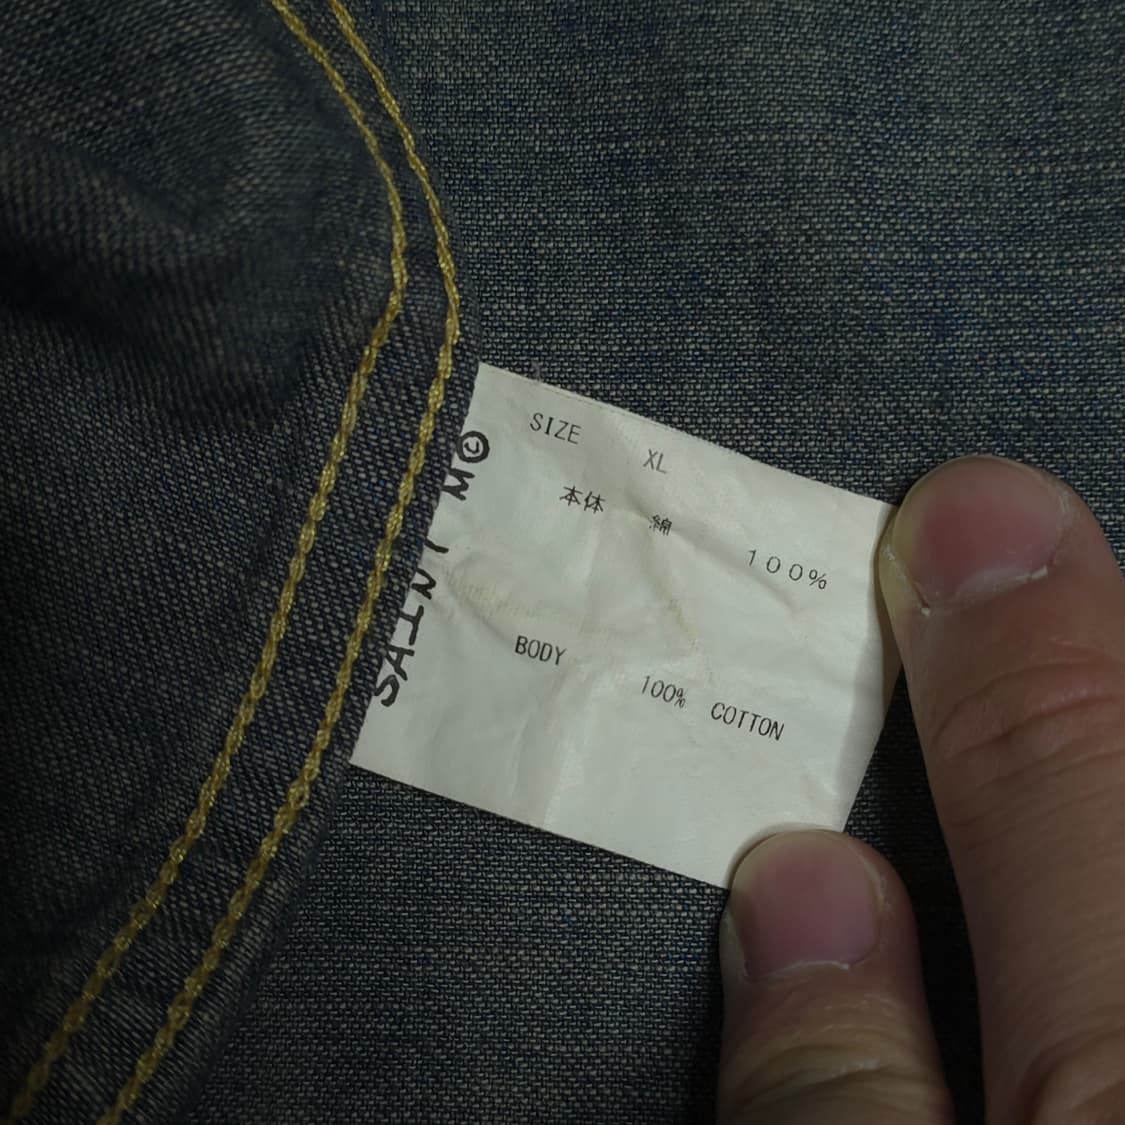 SIZE XL
本体 綿 100%
BODY
100% COTTON
SAINT M©